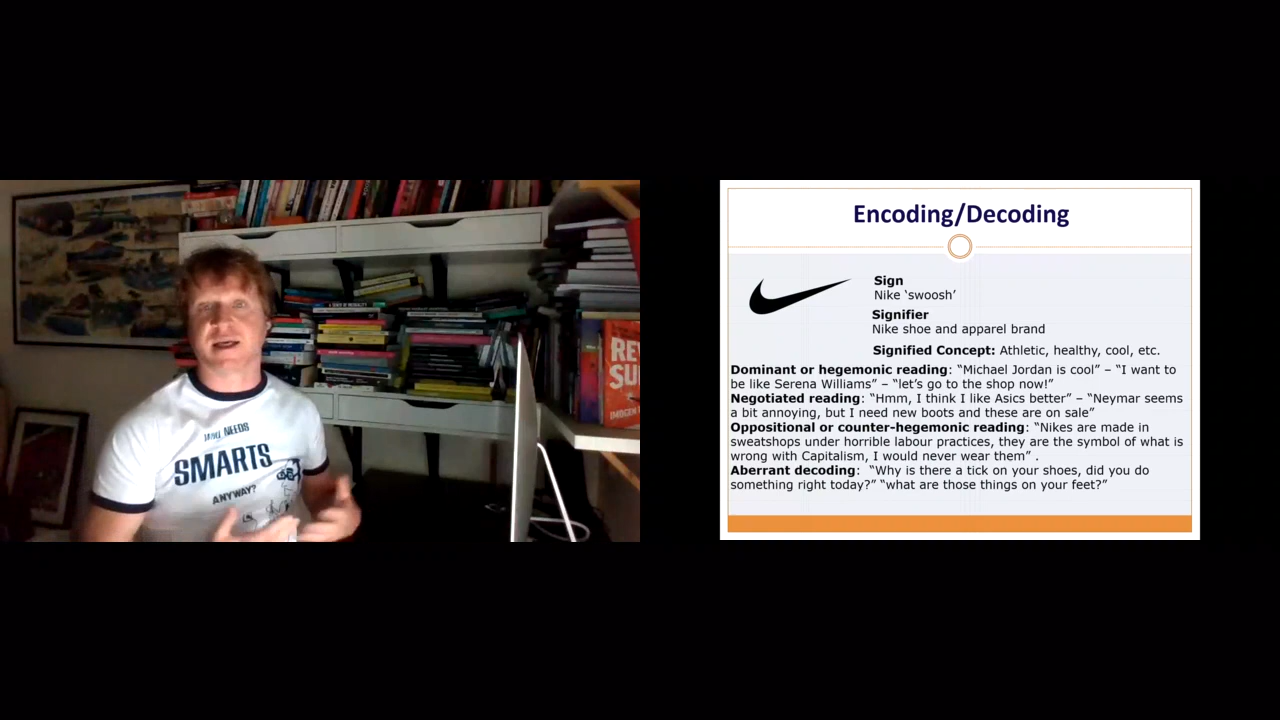 WHO NEEDS
SMARTS
ANYWAY?
RE
SU
IMOGEN
Encoding/Decoding
Sign
Nike ‘swoosh’
Signifier
Nike shoe and apparel brand
Signified Concept: Athletic, healthy, cool, etc.
Dominant or hegemonic reading: “Michael Jordan is cool” – “I want to
be like Serena Williams” – “let’s go to the shop now!”
Negotiated reading: “Hmm, I think I like Asics better” – “Neymar seems
a bit annoying, but I need new boots and these are on sale”
Oppositional or counter-hegemonic reading: “Nikes are made in
sweatshops under horrible labour practices, they are the symbol of what is
wrong with Capitalism, I would never wear them” .
Aberrant decoding:  “Why is there a tick on your shoes, did you do
something right today?” “what are those things on your feet?”